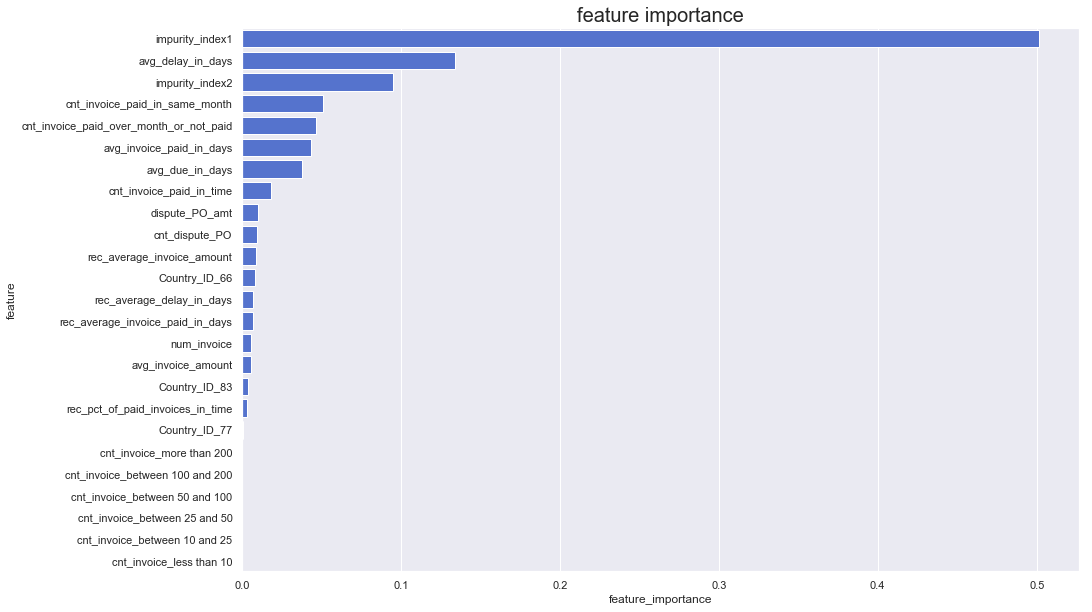 feature importance
impurity_index1
avg_delay_in_days
impurity_index2
cnt_invoice_paid_in_same_month
cnt_invoice_paid_over_month_or_not_paid
avg_invoice_paid_in_days
avg_due_in_days
cnt_invoice_paid_in_time
dispute_PO_amt
cnt_dispute_PO
rec_average_invoice_amount
Country_ID_66
rec_average_delay_in_days
rec_average_invoice_paid_in_days
num_invoice
avg_invoice_amount
Country_ID_83
rec_pct_of_paid_invoices_in_time
Country_ID_77
cnt_invoice_more than 200
cnt_invoice_between 100 and 200
cnt_invoice_between 50 and 100
cnt_invoice_between 25 and 50
cnt_invoice_between 10 and 25
cnt_invoice_less than 10
feature
0.0 0.1 0.2 0.3 0.4 0.5
feature_importance